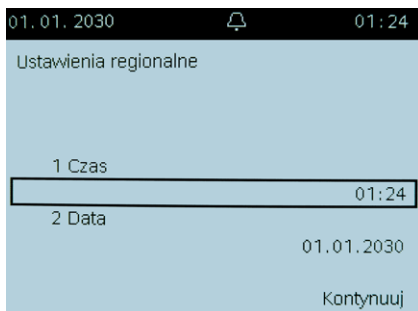 01.01.2030 01:24
Ustawienia regionalne
1 Czas
01:24
2 Data
01.01.2030
Kontynuuj